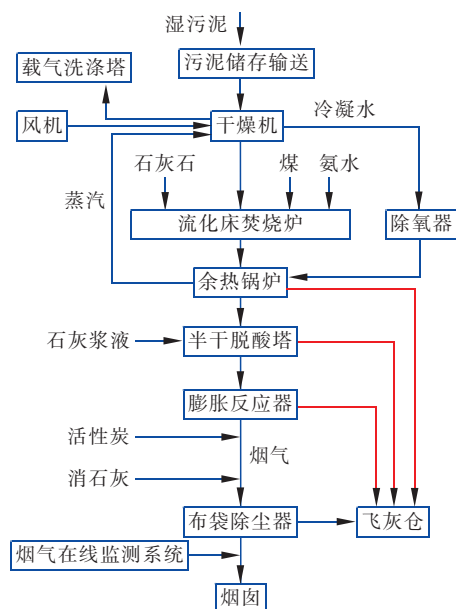 湿污泥
污泥储存输送
载气洗涤塔
冷凝水
风机
干燥机
石灰石
煤
氨水
蒸汽
流化床焚烧炉
除氧器
余热锅炉
石灰浆液
半干脱酸塔
膨胀反应器
活性炭
烟气
消石灰
布袋除尘器
飞灰仓
烟气在线监测系统
烟囱